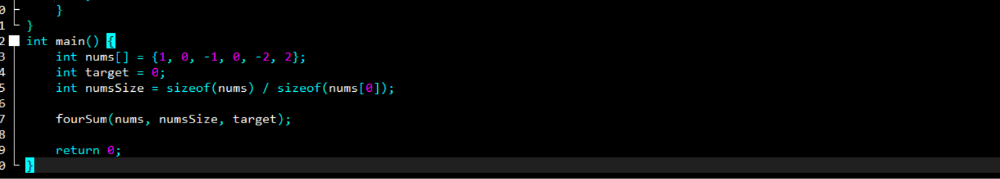 0 }
1 }
2 int main() {
3 int nums[] = {1, 0, -1, 0, -2, 2};
4 int target = 0;
5 int numsSize = sizeof(nums) / sizeof(nums[0]);
6
7 fourSum(nums, numsSize, target);
8
9 return 0;
0 }